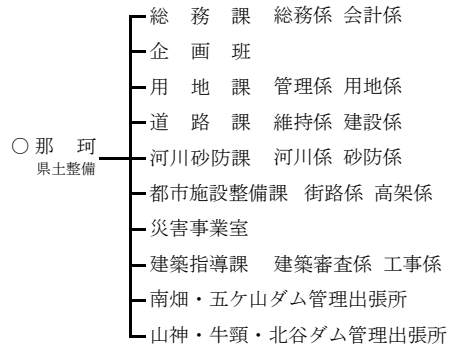 総務課 総務係 会計係
企画班
用地課 管理係 用地係
道路課 維持係 建設係
○那珂
県土整備
河川砂防課 河川係 砂防係
都市施設整備課 街路係 高架係
災害事業室
建築指導課 建築審査係 工事係
南畑・五ケ山ダム管理出張所
山神・牛頸・北谷ダム管理出張所